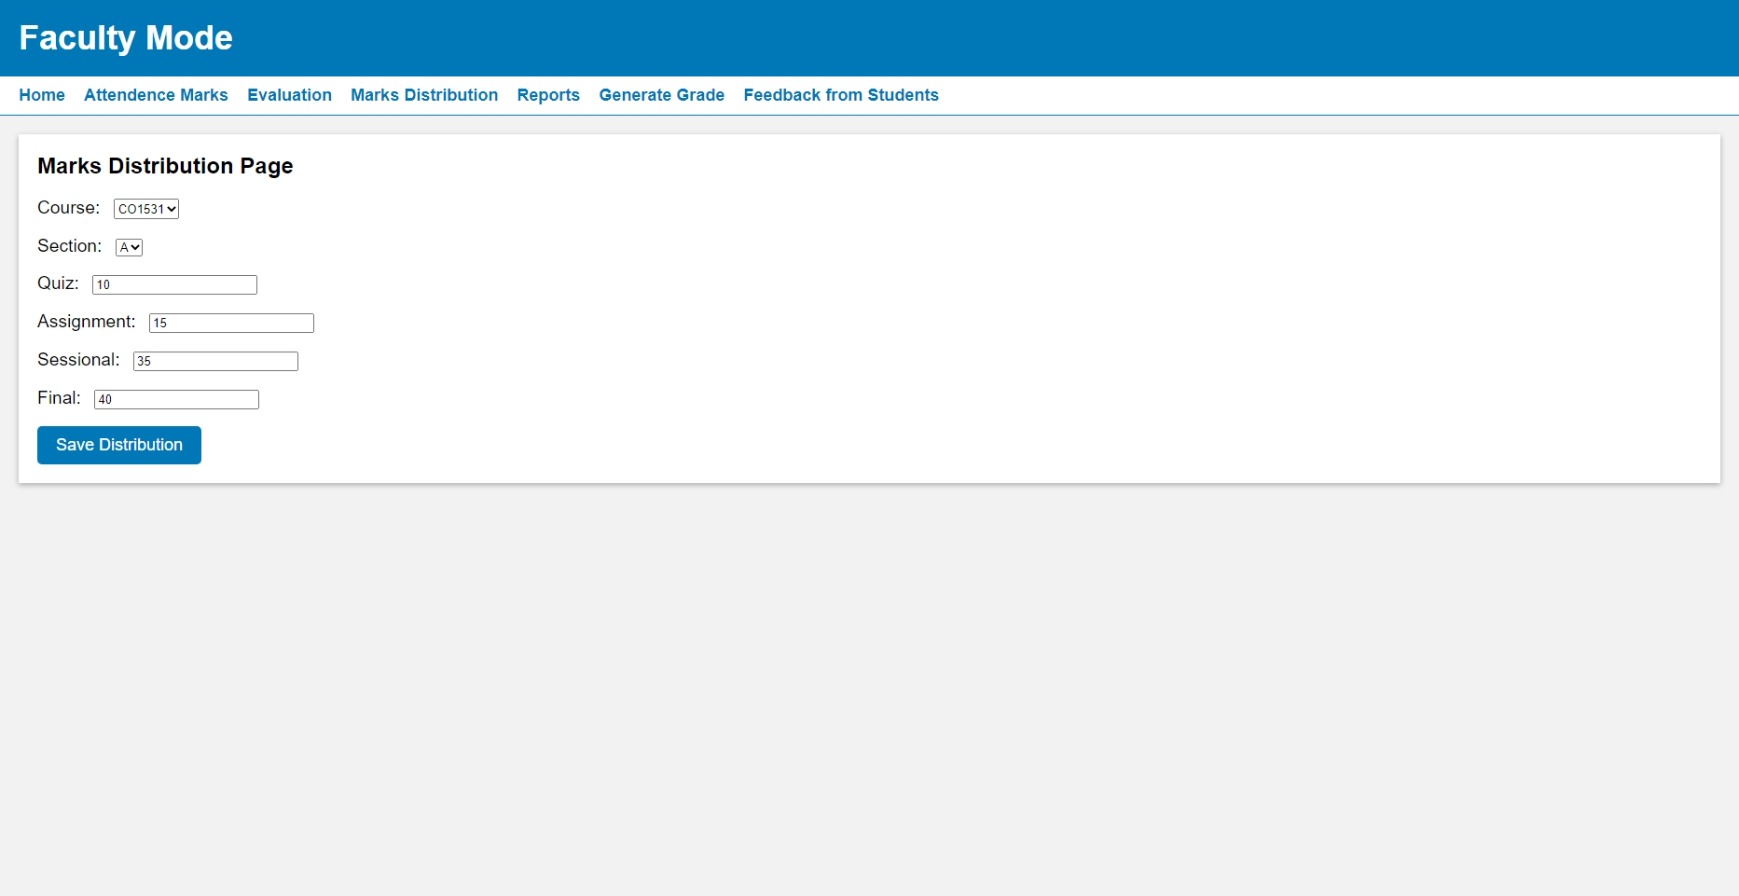 Faculty Mode
Home Attendence Marks Evaluation Marks Distribution Reports Generate Grade Feedback from Students
Marks Distribution Page
Course: CO1531
Section: A
Quiz: 10
Assignment: 15
Sessional: 35
Final: 40
Save Distribution